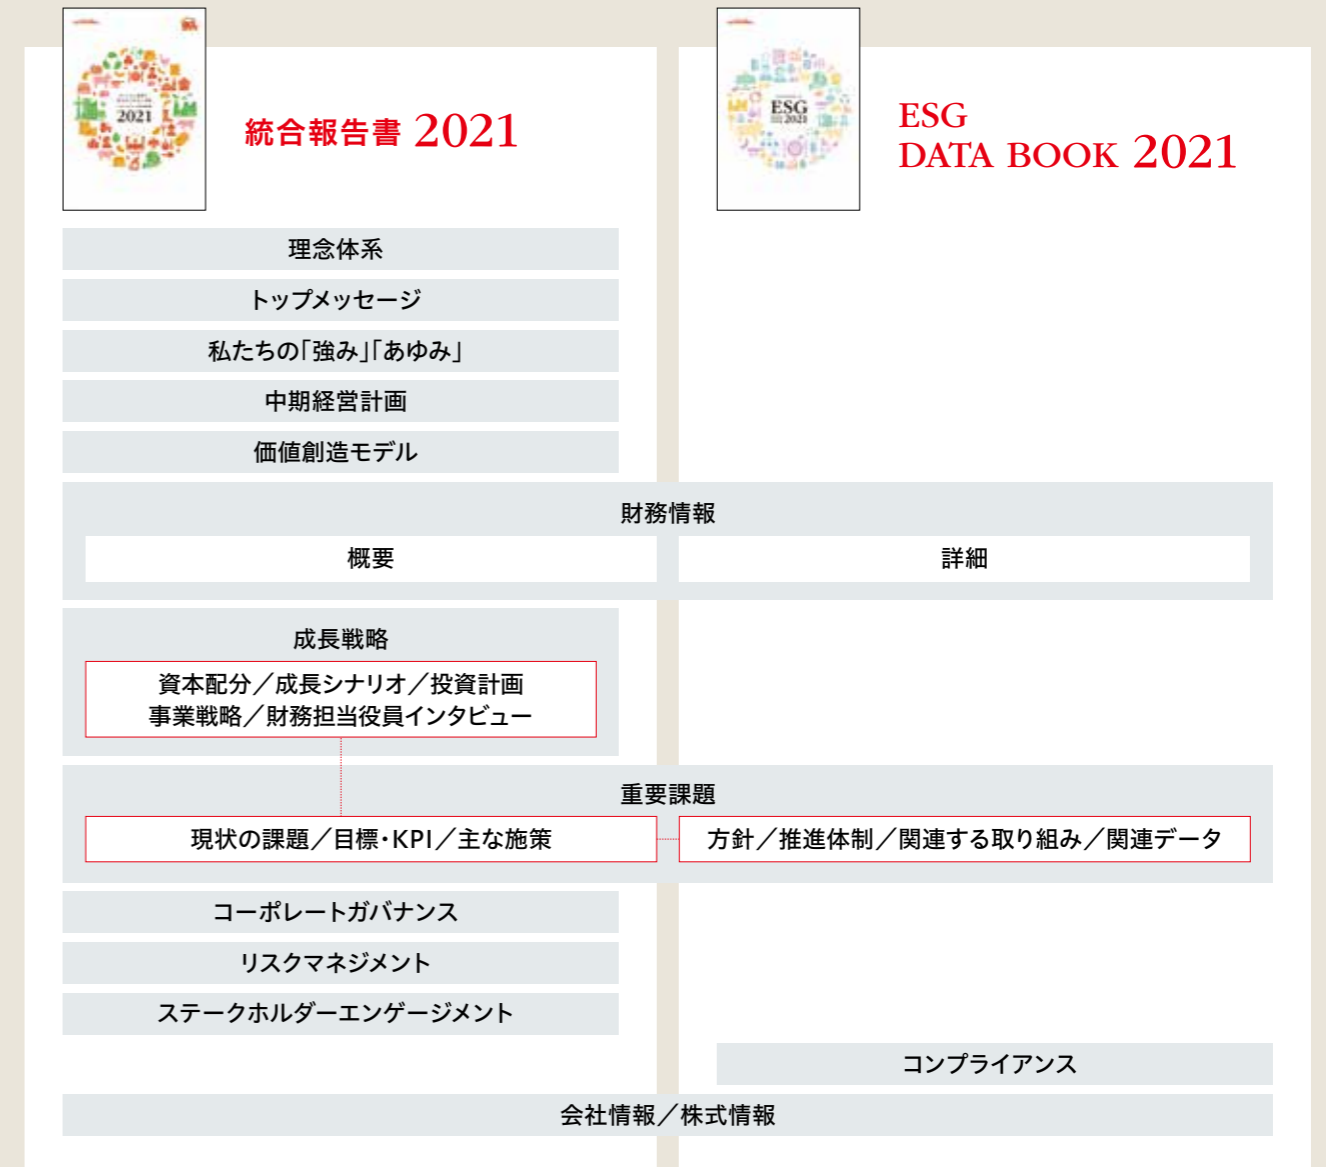 2021
統合報告書 2021
ESG
2021
ESG
DATA BOOK 2021
理念体系
トップメッセージ
私たちの「強み」「あゆみ」
中期経営計画
価値創造モデル
財務情報
概要
詳細
成長戦略
資本配分／成長シナリオ／投資計画
事業戦略／財務担当役員インタビュー
重要課題
現状の課題／目標・KPI／主な施策
方針／推進体制／関連する取り組み／関連データ
コーポレートガバナンス
リスクマネジメント
ステークホルダーエンゲージメント
コンプライアンス
会社情報／株式情報